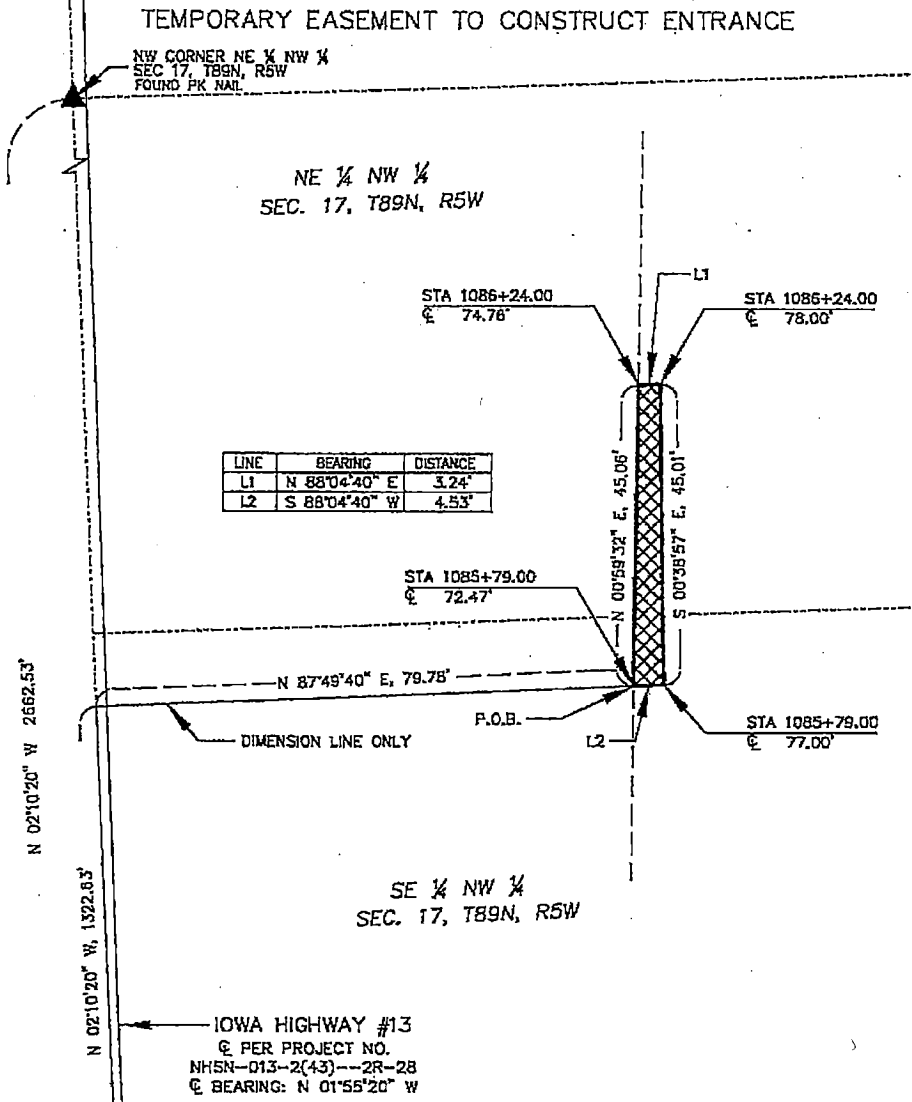 TEMPORARY EASEMENT TO CONSTRUCT ENTRANCE
NW CORNER NE ¼ NW ¼
SEC 17, T89N, R5W
FOUND PK NAIL
NE ¼ NW ¼
SEC. 17, T89N, R5W
L1
STA 1086+24.00
℄ 74.76'
STA 1086+24.00
℄ 78.00'
LINE BEARING DISTANCE
L1 N 88°04'40" E 3.24'
L2 S 88°04'40" W 4.53'
N 00°59'32" E, 45.06'
S 00°38'57" E, 45.01'
STA 1085+79.00
℄ 72.47'
N 87°49'40" E, 79.78'
P.O.B.
L2
STA 1085+79.00
℄ 77.00'
DIMENSION LINE ONLY
N 02°10'20" W 2662.53'
N 02°10'20" W, 1322.83'
SE ¼ NW ¼
SEC. 17, T89N, R5W
IOWA HIGHWAY #13
℄ PER PROJECT NO.
NHSN-013-2(43)--2R-28
℄ BEARING: N 01°55'20" W